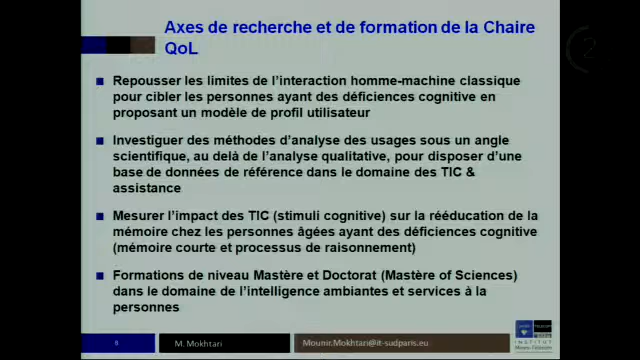 Axes de recherche et de formation de la Chaire
QoL
Repousser les limites de l'interaction homme-machine classique
pour cibler les personnes ayant des déficiences cognitive en
proposant un modèle de profil utilisateur
Investiguer des méthodes d'analyse des usages sous un angle
scientifique, au delà de l'analyse qualitative, pour disposer d'une
base de données de référence dans le domaine des TIC &
assistance
Mesurer l'impact des TIC (stimuli cognitive) sur la rééducation de la
mémoire chez les personnes âgées ayant des déficiences cognitive
(mémoire courte et processus de raisonnement)
Formations de niveau Mastère et Doctorat (Mastère of Sciences)
dans le domaine de l'intelligence ambiantes et services à la
personnes
M. Mokhtari
Mounir.Mokhtari@it-sudparis.eu
INSTITUT